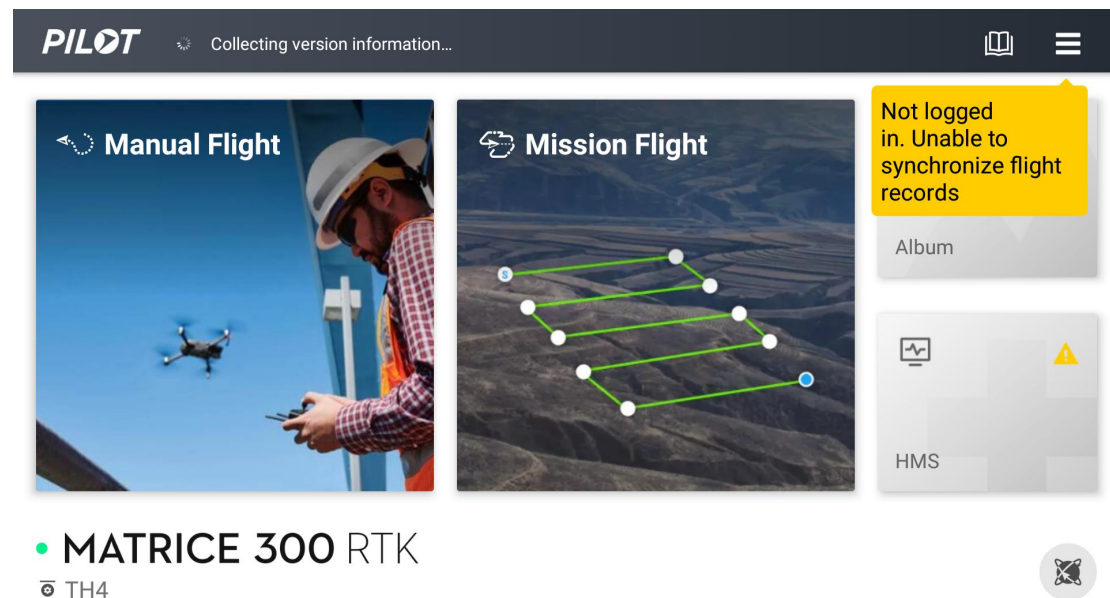 PILOT
Collecting version information...
Manual Flight
Mission Flight
S
Not logged
in. Unable to
synchronize flight
records
Album
HMS
MATRICE 300 RTK
TH4